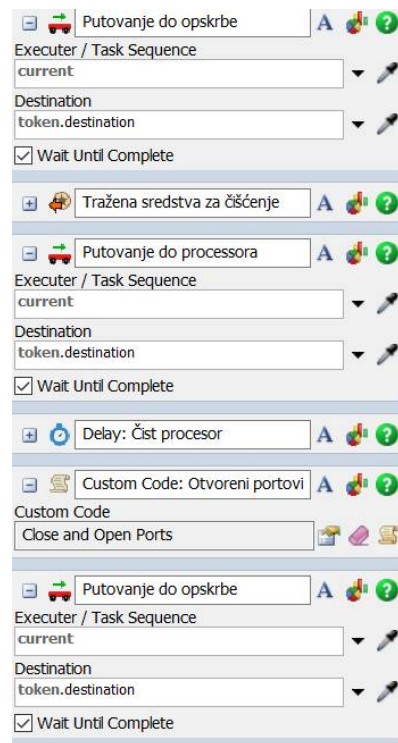 Putovanje do opskrbe
Executer / Task Sequence
current
Destination
token.destination
Wait Until Complete
Tražena sredstva za čišćenje
Putovanje do processora
Executer / Task Sequence
current
Destination
token.destination
Wait Until Complete
Delay: Čist procesor
Custom Code: Otvoreni portovi
Custom Code
Close and Open Ports
Putovanje do opskrbe
Executer / Task Sequence
current
Destination
token.destination
Wait Until Complete